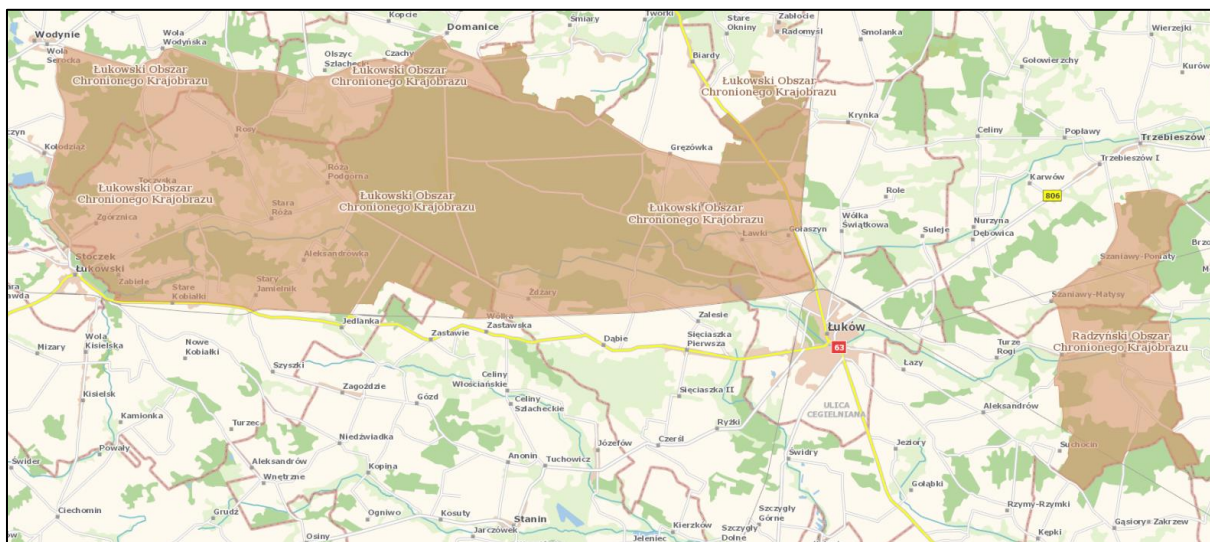 Wodynie
Wola
Serocka
Wola
Wodyńska
Kopcie
Domanice
Smiary
Tworki
Stare
Okniny
Zabłocie
Radomyśl
Smolanka
Wierzejki
Olszyc
Szlachecki
Czachy
Biardy
Gołowierzchy
Kurów
Łukowski Obszar
Chronionego Krajobrazu
Łukowski Obszar
Chronionego Krajobrazu
Łukowski Obszar
Chronionego Krajobrazu
Kołodziąż
Rosy
Gręzówka
Krynka
Celiny
Popławy
Trzebieszów
Trzebieszów I
Toczyska
Róża
Podgórna
Łukowski Obszar
Chronionego Krajobrazu
Łukowski Obszar
Chronionego Krajobrazu
Łukowski Obszar
Chronionego Krajobrazu
Karwów
806
Role
Zgórznica
Stara
Róża
Ławki
Gołaszyn
Wólka
Świątkowa
Suleje
Nurzyna
Dębowica
Stoczek
Łukowski
Aleksandrówka
Szaniawy-Poniaty
Zabiele
Stare
Kobiałki
Stary
Jamielnik
Żdżary
Szaniawy-Matysy
Jedlanka
Zastawie
Wólka
Zastawska
Dąbie
Zalesie
Sięciaszka
Pierwsza
Łuków
63
Radzyński Obszar
Chronionego Krajobrazu
Wola
Kisielska
Mizary
Nowe
Kobiałki
Szyszki
Turze
Rogi
Łazy
Kisielsk
Zagoździe
Gózd
Celiny
Włościańskie
Celiny
Szlacheckie
Sięciaszka II
ULICA
CEGIELNIANA
Aleksandrów
Kamionka
Turzec
Niedźwiadka
Józefów
Czerśl
Ryżki
Jeziory
Suchocin
Powały
Świder
Aleksandrów
Wnętrzne
Kopina
Anonin
Tuchowicz
Świdry
Gołąbki
Ciechomin
Grudź
Ogniwo
Kosuty
Stanin
Szczygły
Górne
Rzymy-Rzymki
Osiny
Jarczówek
Jeleniec
Kierzków
Szczygły
Dolne
Kępki
Gąsiory
Zakrzew